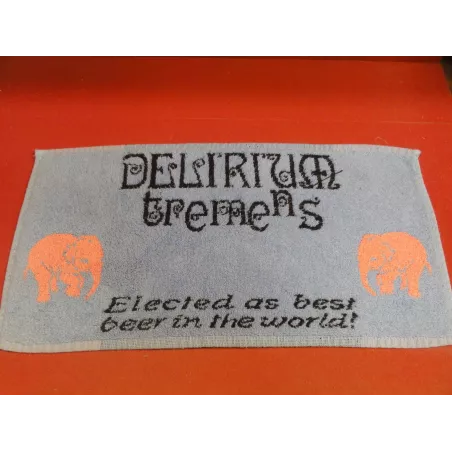 DELIRIUM
tremens
Elected as best
beer in the world!